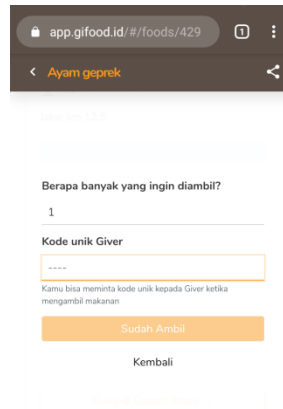 app.gifood.id/#/foods/429
1
Ayam geprek
Berapa banyak yang ingin diambil?
1
Kode unik Giver
----
Kamu bisa meminta kode unik kepada Giver ketika
mengambil makanan
Sudah Ambil
Kembali